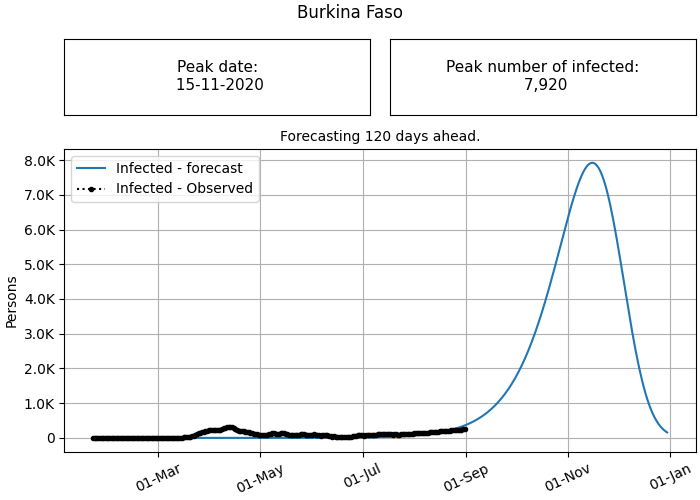 Burkina Faso
Peak date:
15-11-2020
Peak number of infected:
7,920
Forecasting 120 days ahead.
Infected - forecast
Infected - Observed
8.0K
7.0K
6.0K
5.0K
4.0K
3.0K
2.0K
1.0K
0
Persons
01-Mar
01-May
01-Jul
01-Sep
01-Nov
01-Jan